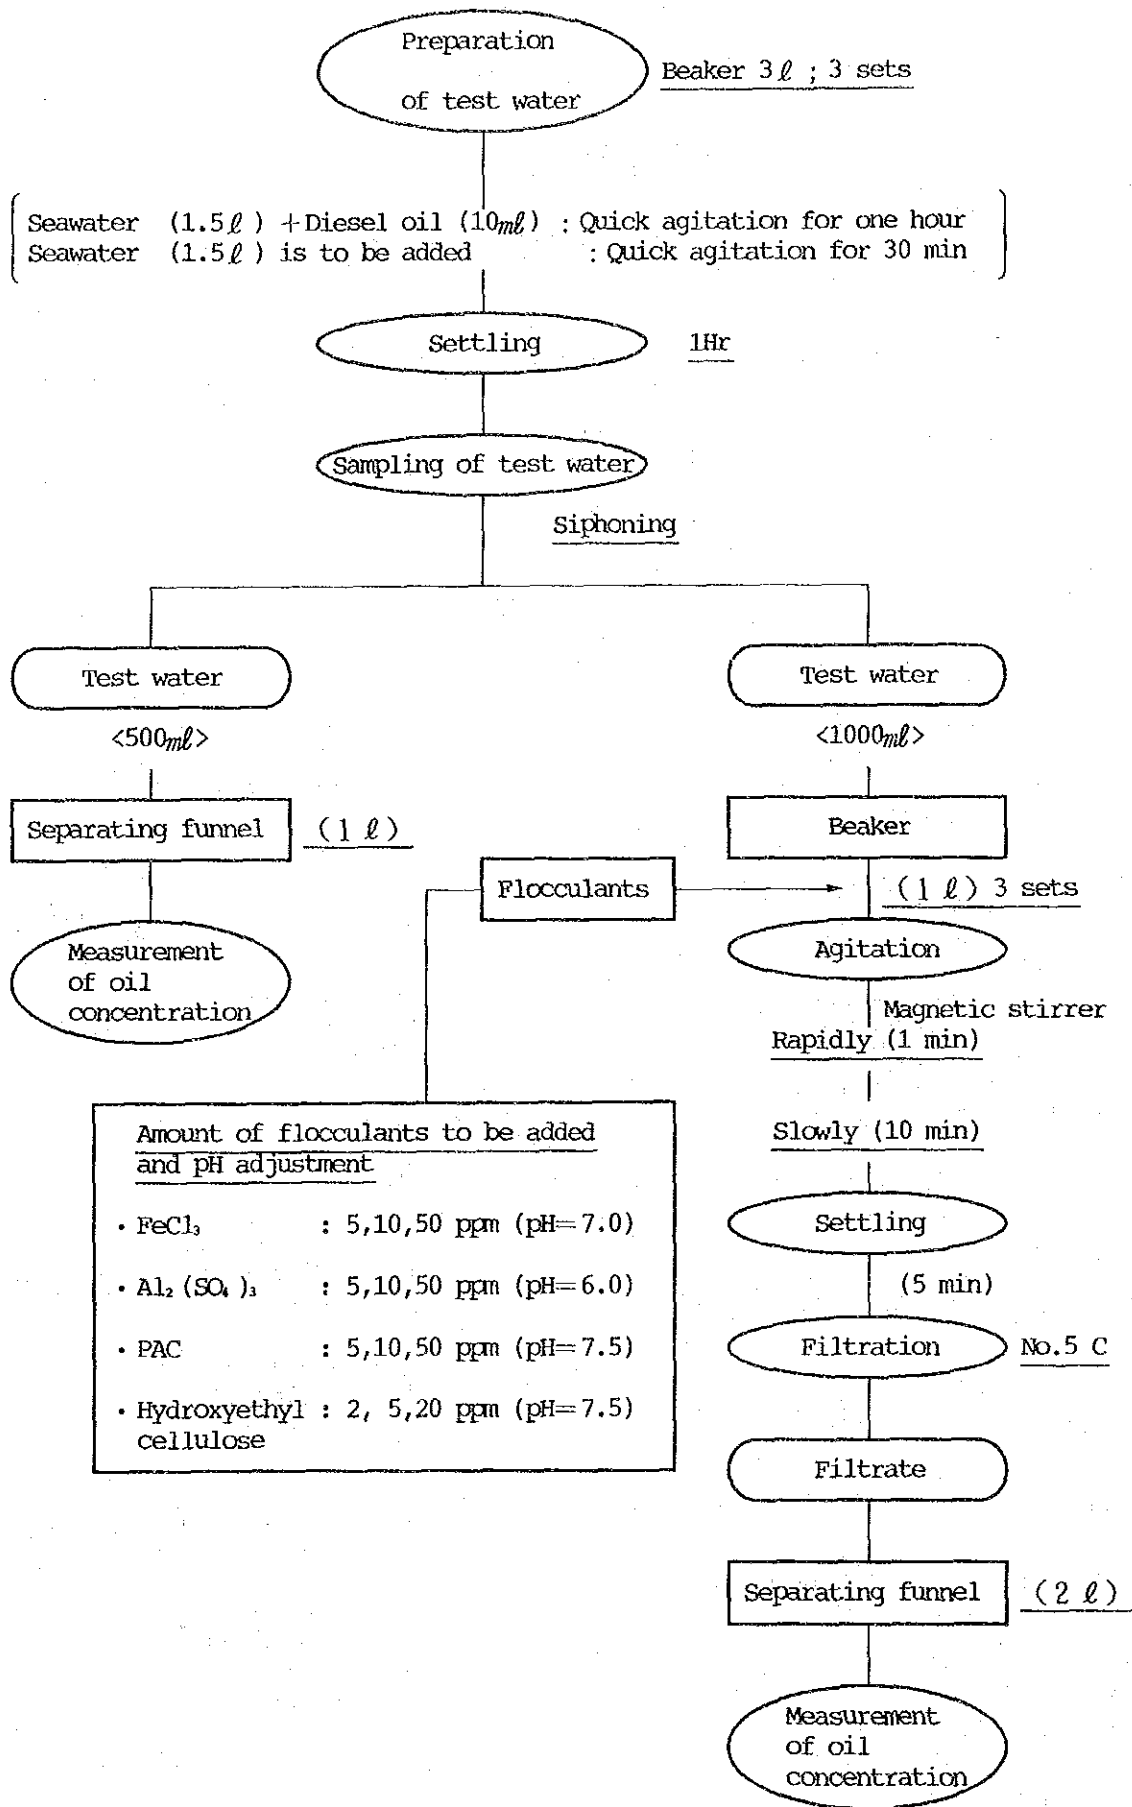 Preparation
of test water
Beaker 3ℓ ; 3 sets
Seawater (1.5ℓ) +Diesel oil (10mℓ) : Quick agitation for one hour
Seawater (1.5ℓ) is to be added : Quick agitation for 30 min
Settling
1Hr
Sampling of test water
Siphoning
Test water
<500mℓ>
Separating funnel
(1 ℓ)
Measurement
of oil
concentration
Test water
<1000mℓ>
Beaker
(1 ℓ) 3 sets
Flocculants
Agitation
Magnetic stirrer
Rapidly (1 min)
Slowly (10 min)
Amount of flocculants to be added
and pH adjustment
・FeCl₃ : 5,10,50 ppm (pH=7.0)
・Al₂(SO₄)₃ : 5,10,50 ppm (pH=6.0)
・PAC : 5,10,50 ppm (pH=7.5)
・Hydroxyethyl : 2, 5,20 ppm (pH=7.5)
cellulose
Settling
(5 min)
Filtration
No.5 C
Filtrate
Separating funnel
(2 ℓ)
Measurement
of oil
concentration